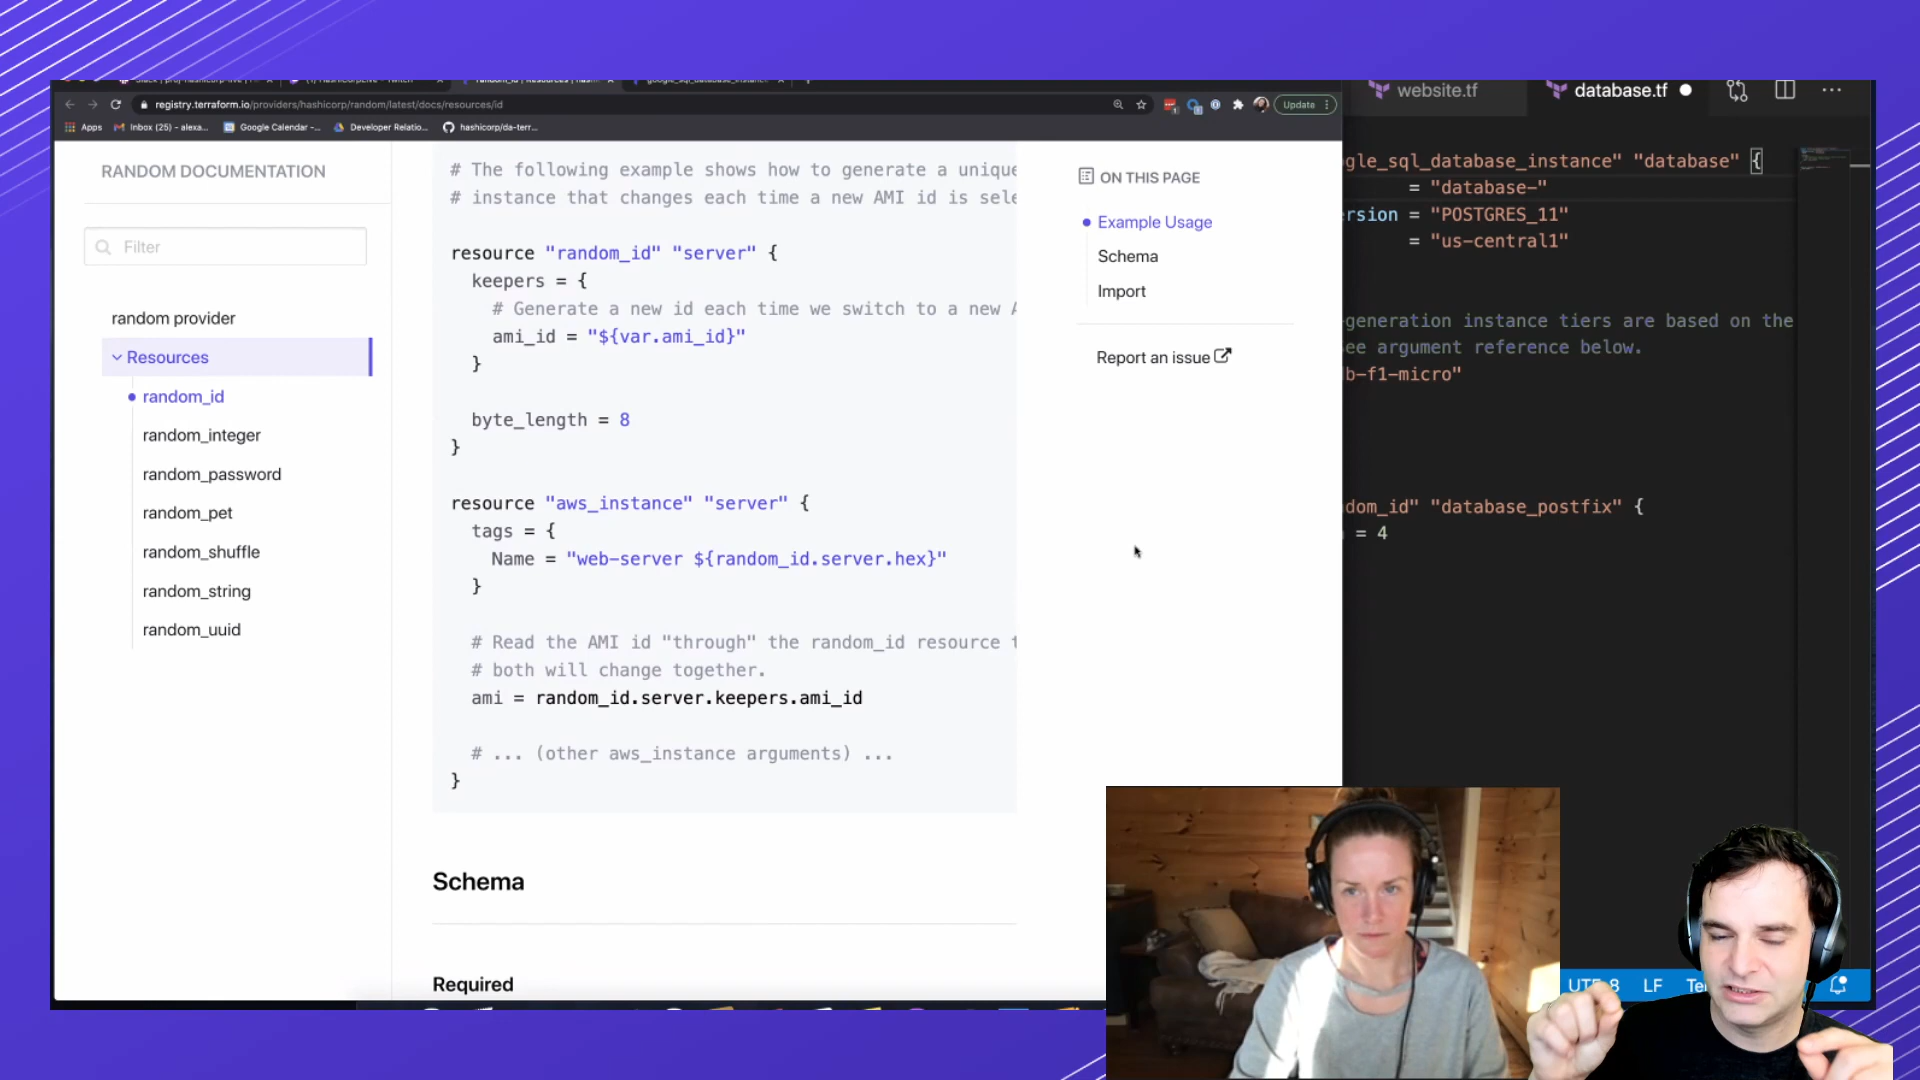 registry.terraform.io/providers/hashicorp/random/latest/docs/resources/id
Update
Apps
Inbox (25) - alexa...
Google Calendar -...
Developer Relatio...
hashicorp/da-terr...
RANDOM DOCUMENTATION
Filter
random provider
Resources
random_id
random_integer
random_password
random_pet
random_shuffle
random_string
random_uuid
# The following example shows how to generate a unique
# instance that changes each time a new AMI id is sele
resource "random_id" "server" {
keepers = {
# Generate a new id each time we switch to a new A
ami_id = "${var.ami_id}"
}
byte_length = 8
}
resource "aws_instance" "server" {
tags = {
Name = "web-server ${random_id.server.hex}"
}
# Read the AMI id "through" the random_id resource t
# both will change together.
ami = random_id.server.keepers.ami_id
# ... (other aws_instance arguments) ...
}
Schema
Required
ON THIS PAGE
Example Usage
Schema
Import
Report an issue
website.tf
database.tf
gle_sql_database_instance" "database" {
= "database-"
ersion = "POSTGRES_11"
= "us-central1"
generation instance tiers are based on the
ee argument reference below.
b-f1-micro"
dom_id" "database_postfix" {
= 4
LF